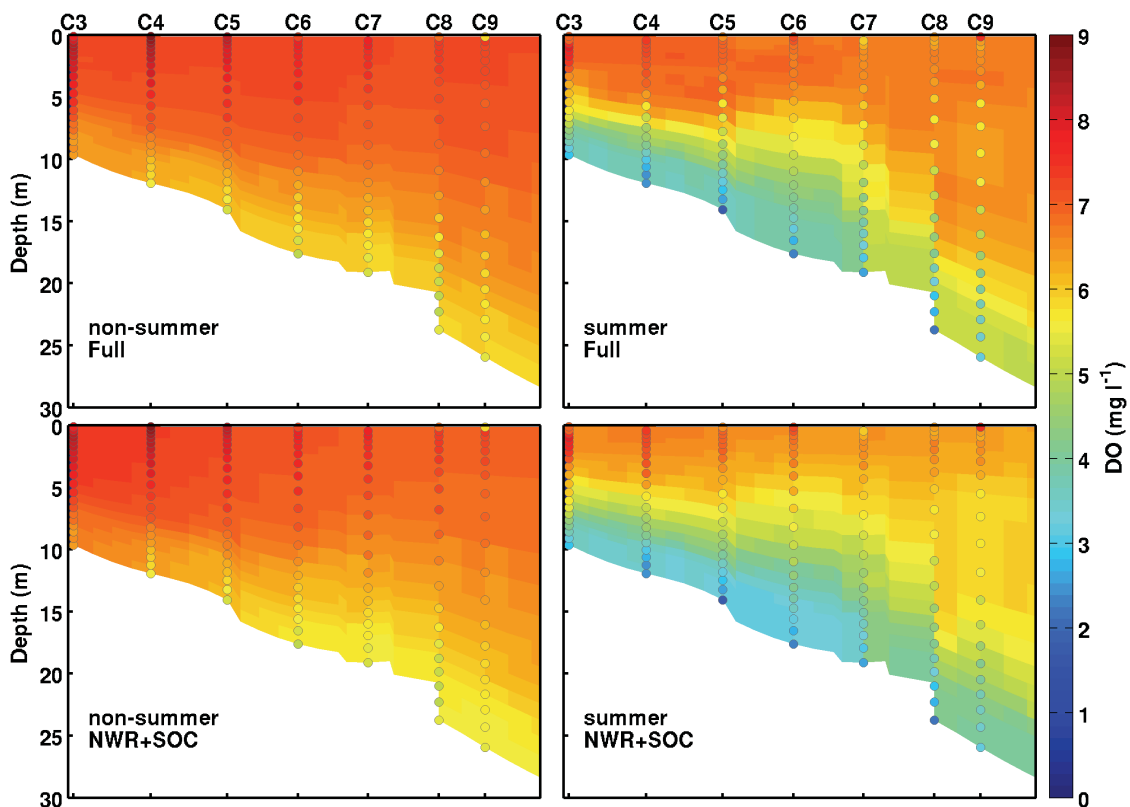 C3 C4 C5 C6 C7 C8 C9
C3 C4 C5 C6 C7 C8 C9
0
5
10
15
20
25
30
Depth (m)
non-summer
Full
summer
Full
0
5
10
15
20
25
30
Depth (m)
non-summer
NWR+SOC
summer
NWR+SOC
9
8
7
6
5
4
3
2
1
0
DO (mg l⁻¹)